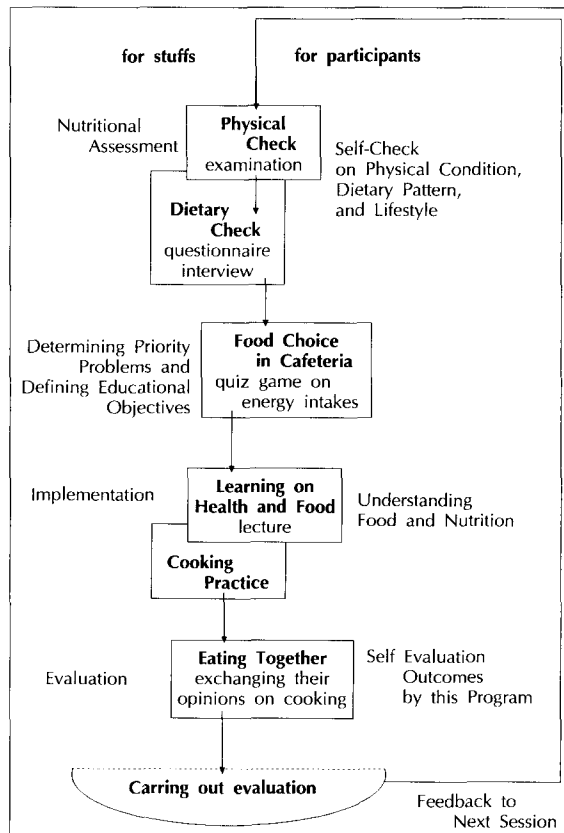 for stuffs
for participants
Nutritional
Assessment
Physical
Check
examination
Self-Check
on Physical Condition,
Dietary Pattern,
and Lifestyle
Dietary
Check
questionnaire
interview
Determining Priority
Problems and
Defining Educational
Objectives
Food Choice
in Cafeteria
quiz game on
energy intakes
Implementation
Learning on
Health and Food
lecture
Understanding
Food and Nutrition
Cooking
Practice
Evaluation
Eating Together
exchanging their
opinions on cooking
Self Evaluation
Outcomes
by this Program
Carring out evaluation
Feedback to
Next Session